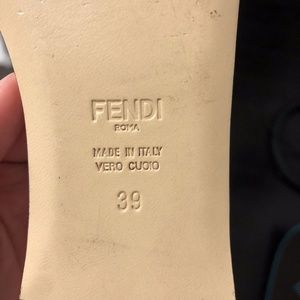 FENDI
ROMA
MADE IN ITALY
VERO CUOIO
39